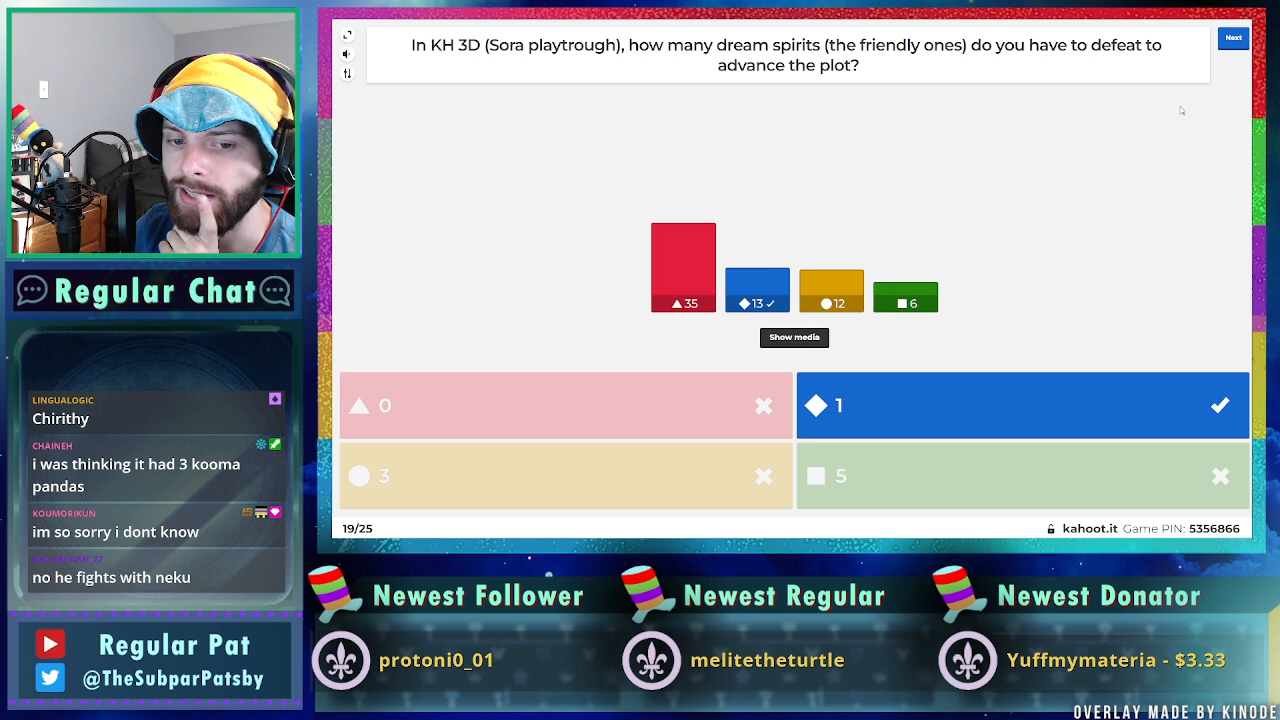 In KH 3D (Sora playtrough), how many dream spirits (the friendly ones) do you have to defeat to
advance the plot?
Next
35
13
12
6
Show media
0
1
3
5
19/25
kahoot.it Game PIN: 5356866
Regular Chat
LINGUALOGIC
Chirithy
CHAINEH
i was thinking it had 3 kooma
pandas
KOUMORIKUN
im so sorry i dont know
no he fights with neku
Regular Pat
@TheSubparPatsby
Newest Follower
protoni0_01
Newest Regular
melitetheturtle
Newest Donator
Yuffmymateria - $3.33
OVERLAY MADE BY KINODE